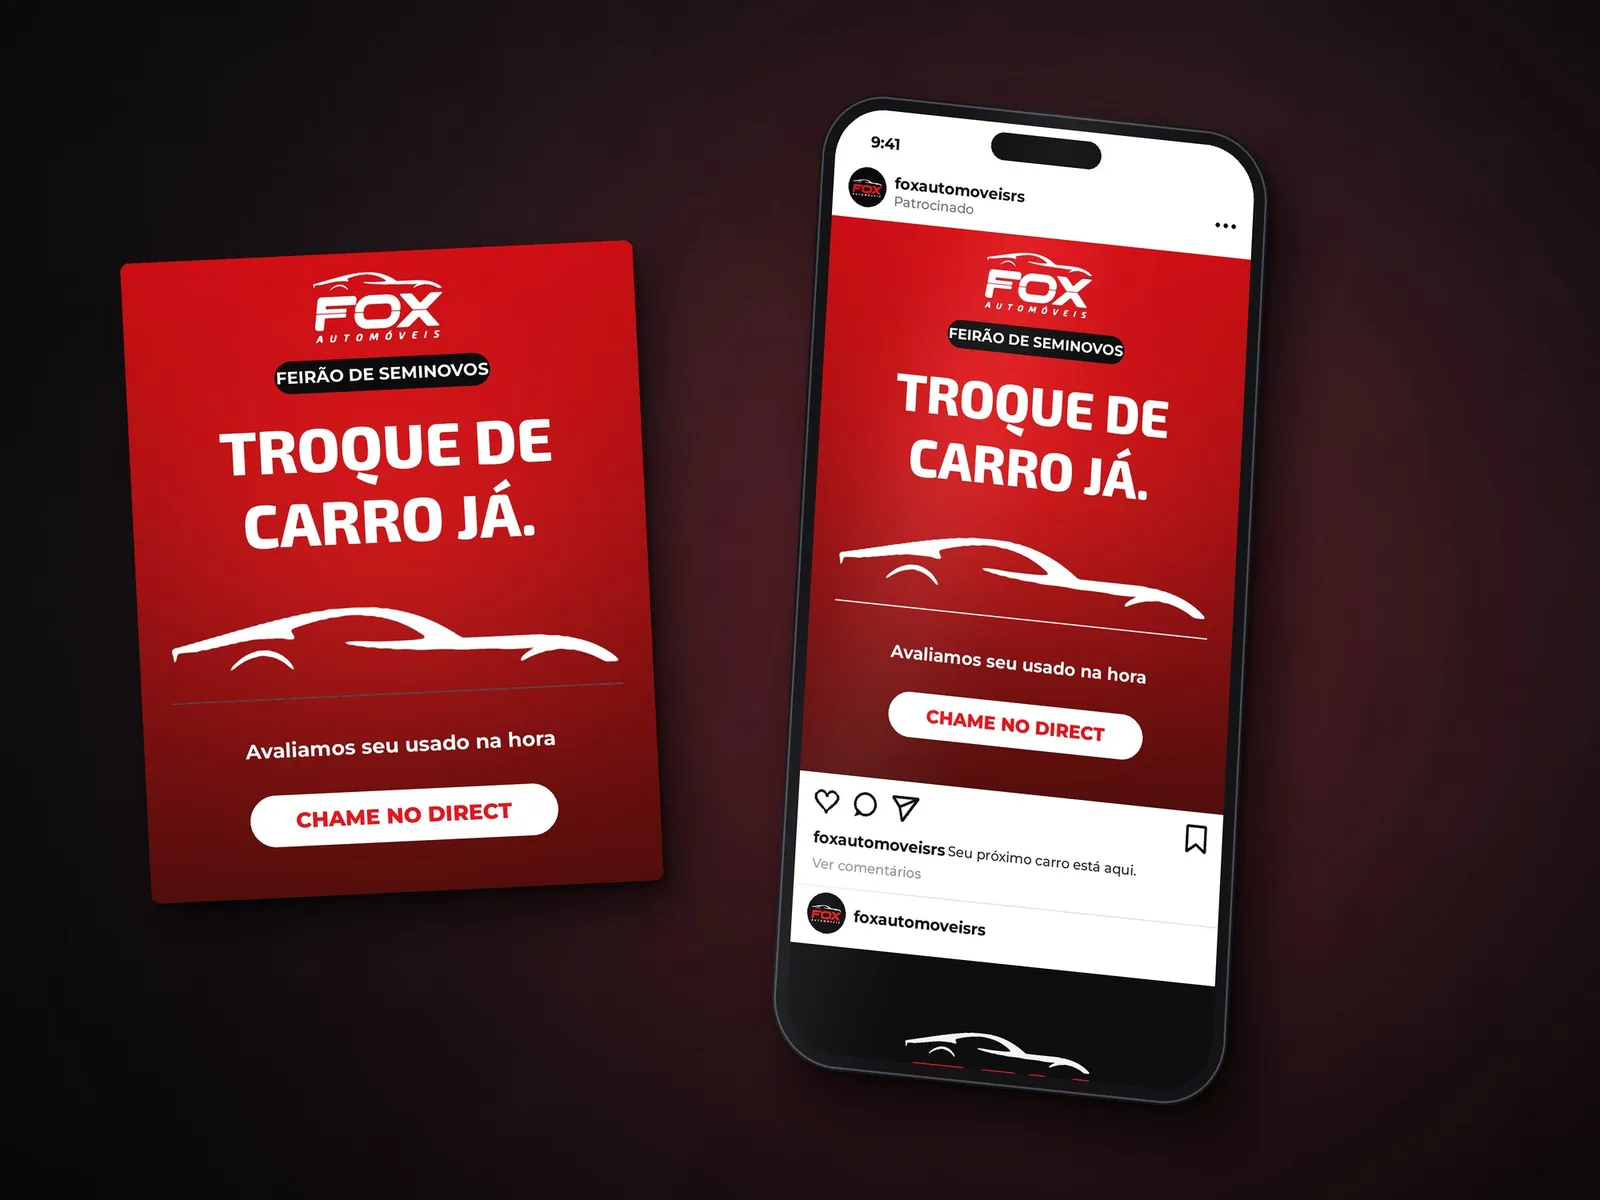 FOX
AUTOMÓVEIS
FEIRÃO DE SEMINOVOS
TROQUE DE
CARRO JÁ.
Avaliamos seu usado na hora
CHAME NO DIRECT
9:41
FOX
foxautomoveisrs
Patrocinado
FOX
AUTOMÓVEIS
FEIRÃO DE SEMINOVOS
TROQUE DE
CARRO JÁ.
Avaliamos seu usado na hora
CHAME NO DIRECT
foxautomoveisrs Seu próximo carro está aqui.
Ver comentários
FOX
foxautomoveisrs